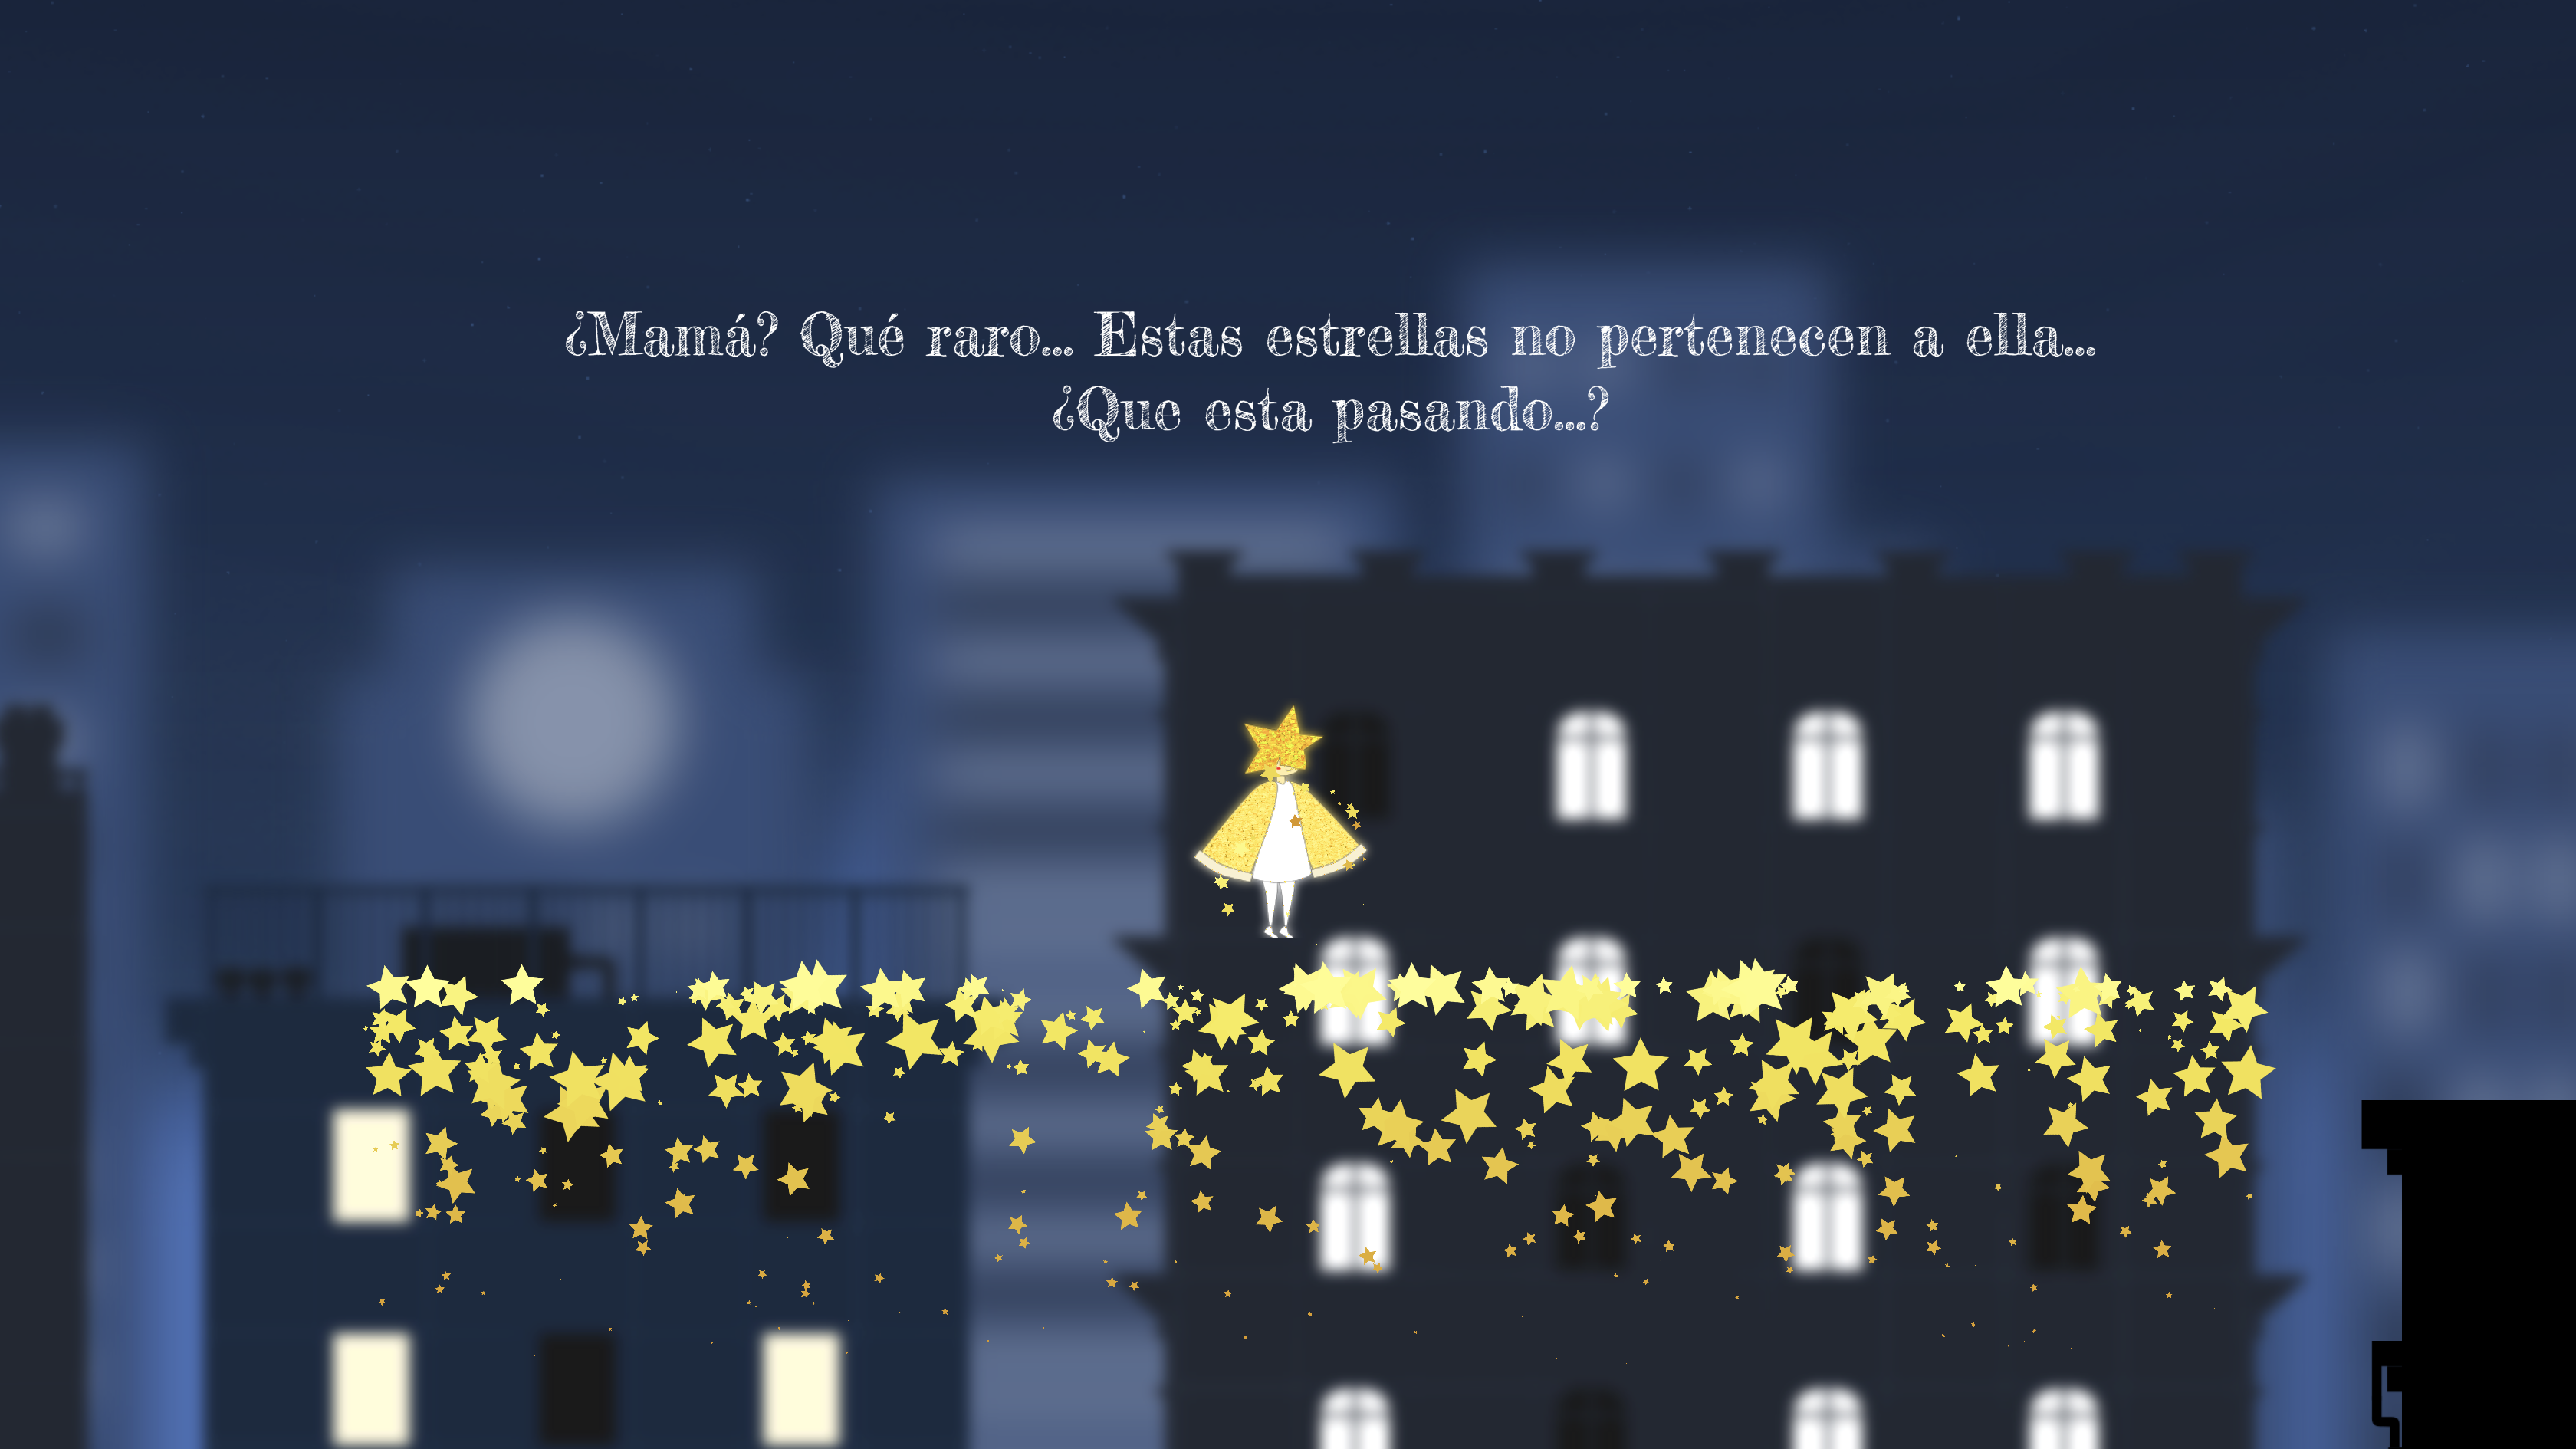 ¿Mamá? Qué raro... Estas estrellas no pertenecen a ella...
¿Que esta pasando...?